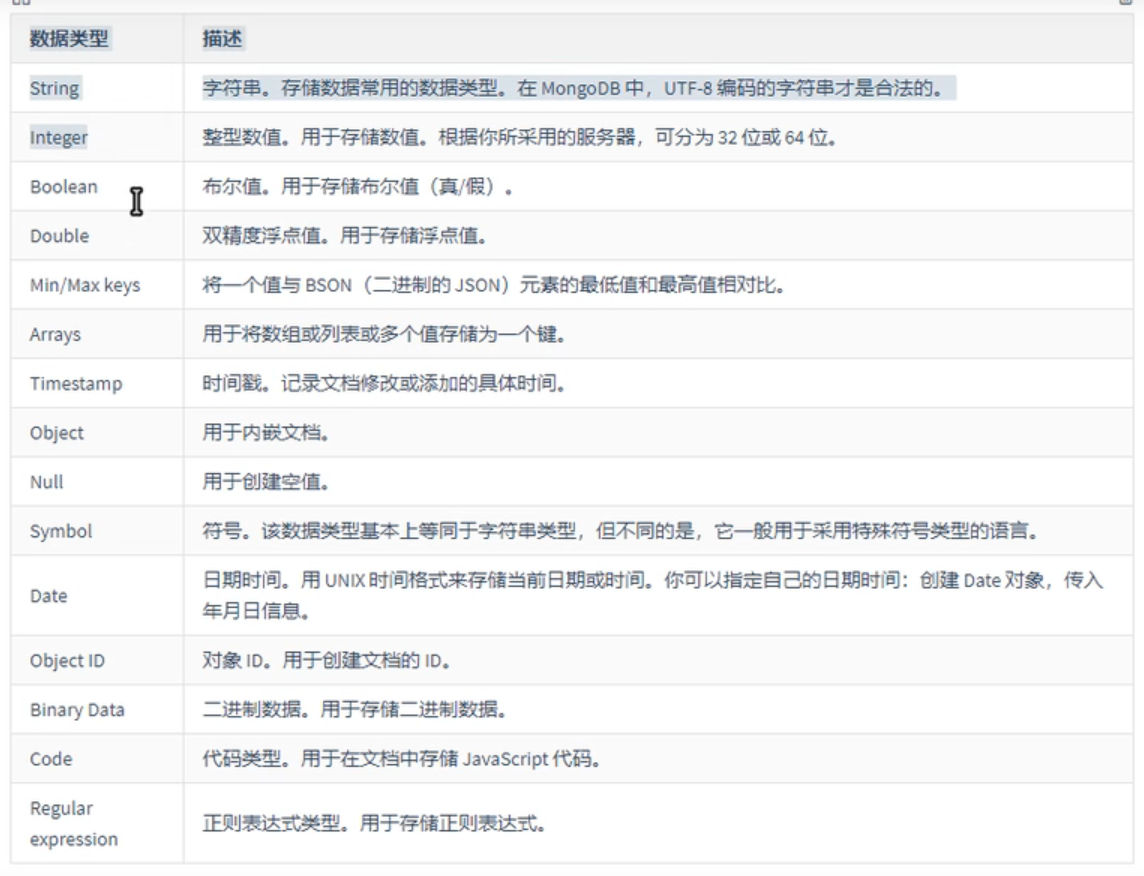 数据类型 描述
String 字符串。存储数据常用的数据类型。在 MongoDB 中，UTF-8 编码的字符串才是合法的。
Integer 整型数值。用于存储数值。根据你所采用的服务器，可分为 32 位或 64 位。
Boolean 布尔值。用于存储布尔值（真/假）。
Double 双精度浮点值。用于存储浮点值。
Min/Max keys 将一个值与 BSON（二进制的 JSON）元素的最低值和最高值相对比。
Arrays 用于将数组或列表或多个值存储为一个键。
Timestamp 时间戳。记录文档修改或添加的具体时间。
Object 用于内嵌文档。
Null 用于创建空值。
Symbol 符号。该数据类型基本上等同于字符串类型，但不同的是，它一般用于采用特殊符号类型的语言。
Date 日期时间。用 UNIX 时间格式来存储当前日期或时间。你可以指定自己的日期时间：创建 Date 对象，传入
年月日信息。
Object ID 对象 ID。用于创建文档的 ID。
Binary Data 二进制数据。用于存储二进制数据。
Code 代码类型。用于在文档中存储 JavaScript 代码。
Regular
expression 正则表达式类型。用于存储正则表达式。